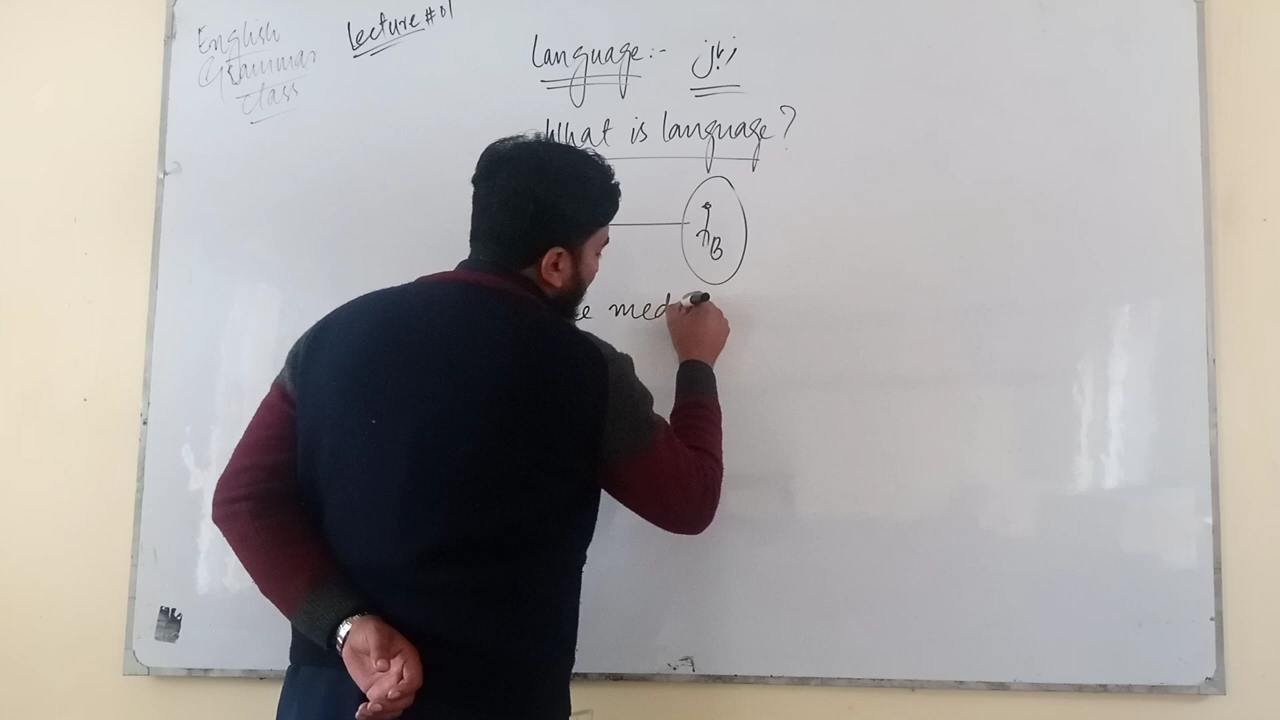 English
Grammar
Class
Lecture #01
Language:- زبان
What is language?
B
med